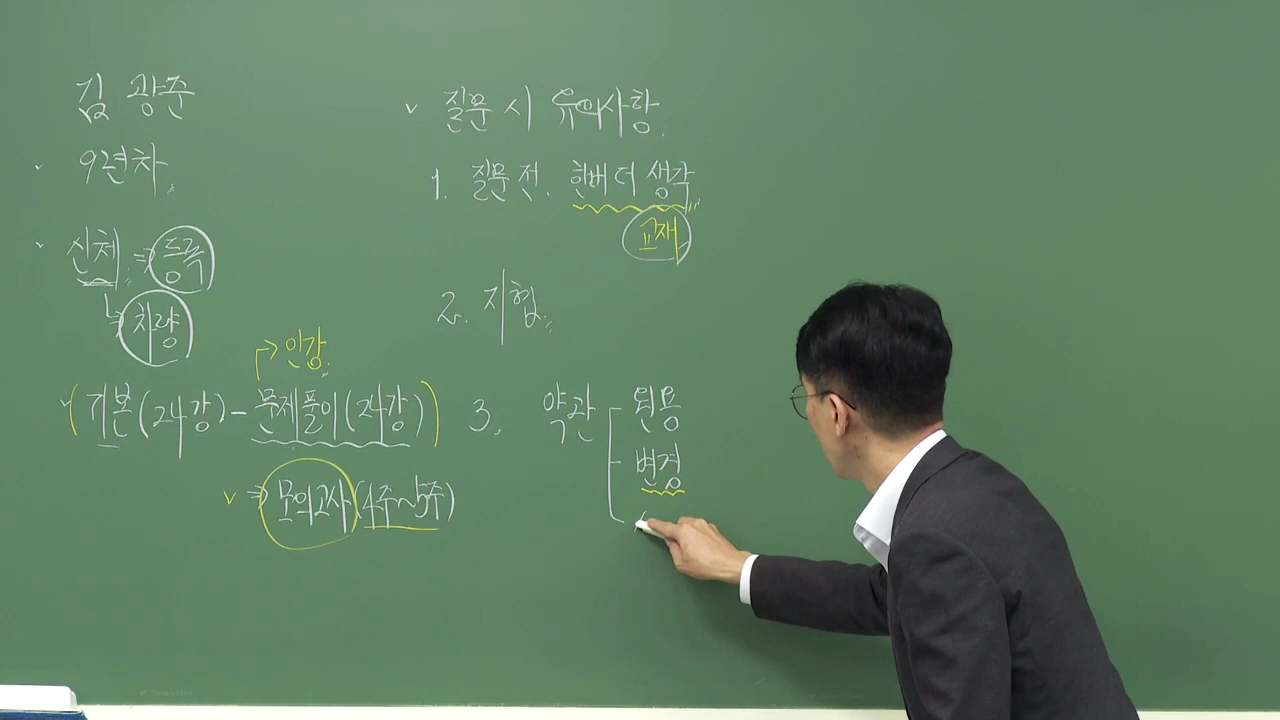 김 광준
9년차
신체 ⇒ 등록
↳ 차량
→ 인강
기본(24강) - 문제풀이(24강)
v ⇒ 모의고사(4주~5주)
v 질문 시 유의사항.
1. 질문 전. 한번 더 생각
교재
2. 지협.
3. 약관
원용
변경